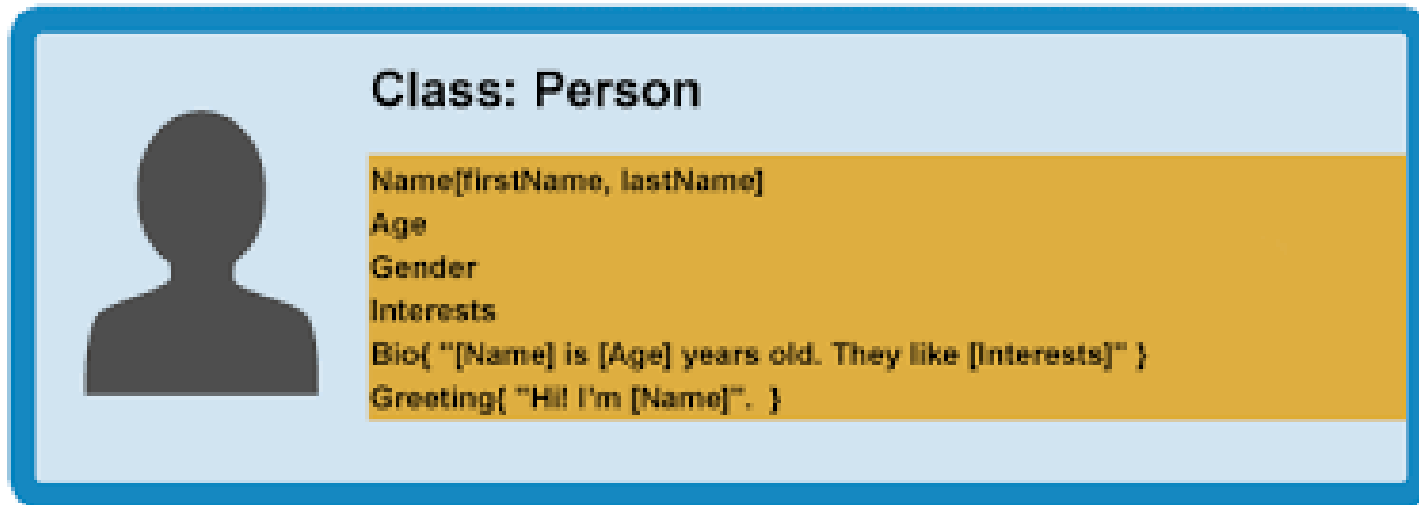 Class: Person
Name[firstName, lastName]
Age
Gender
Interests
Bio{ "[Name] is [Age] years old. They like [Interests]" }
Greeting{ "Hi! I'm [Name]".  }